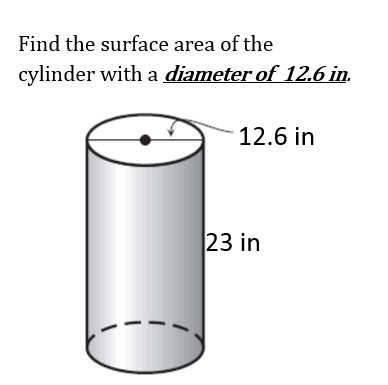 Find the surface area of the
cylinder with a diameter of 12.6 in.
12.6 in
23 in